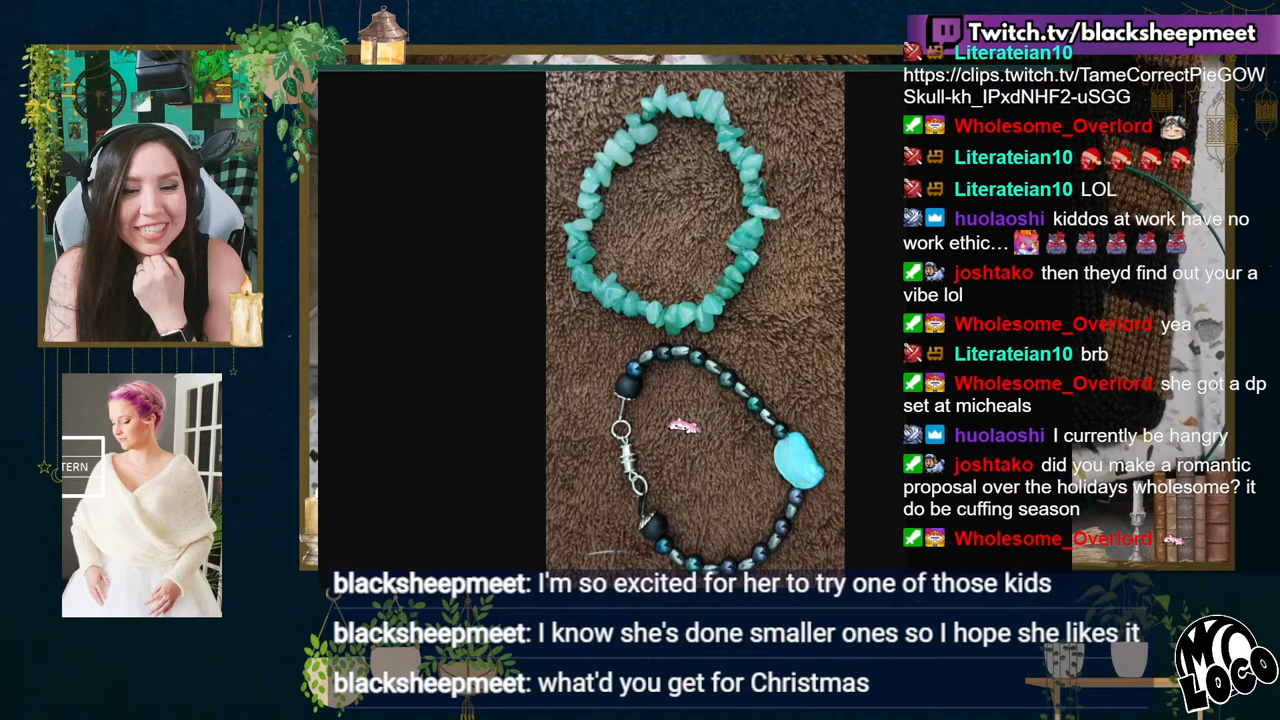 Twitch.tv/blacksheepmeet
Literateian10
https://clips.twitch.tv/TameCorrectPieGOW
Skull-kh_IPxdNHF2-uSGG
Wholesome_Overlord
Literateian10
Literateian10 LOL
huolaoshi kiddos at work have no
work ethic...
joshtako then theyd find out your a
vibe lol
Wholesome_Overlord yea
Literateian10 brb
Wholesome_Overlord she got a dp
set at micheals
huolaoshi I currently be hangry
joshtako did you make a romantic
proposal over the holidays wholesome? it
do be cuffing season
Wholesome_Overlord
TERN
blacksheepmeet: I'm so excited for her to try one of those kids
blacksheepmeet: I know she's done smaller ones so I hope she likes it
blacksheepmeet: what'd you get for Christmas
MC
LOCO